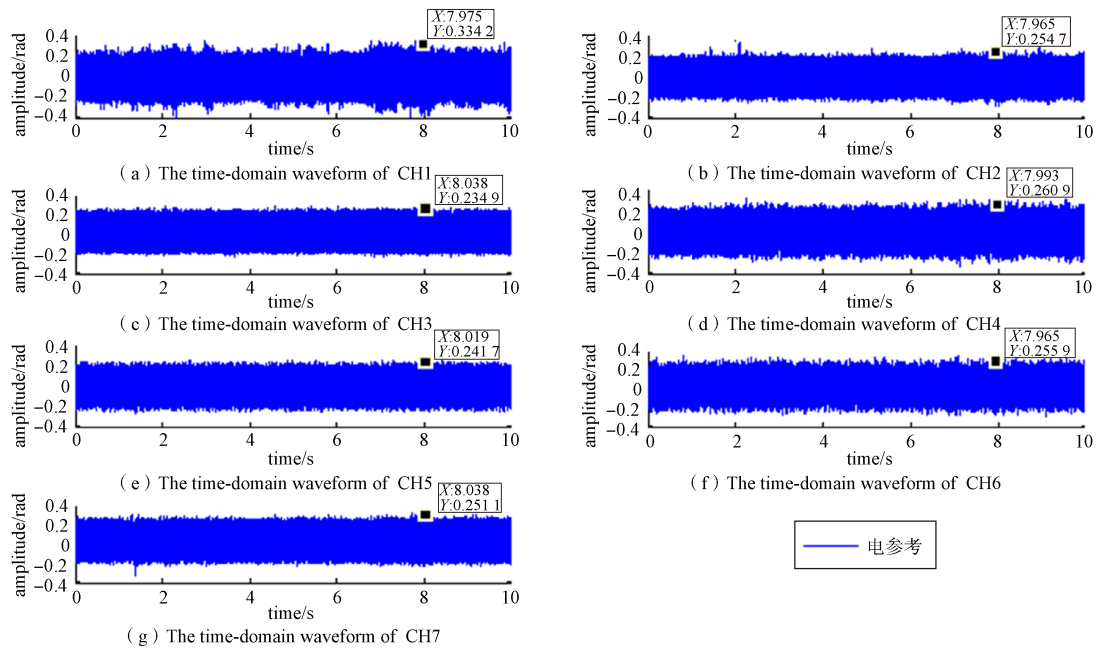 X:7.975
Y:0.334 2
amplitude/rad
0.4
0.2
0
−0.2
−0.4
0 2 4 6 8 10
time/s
（a）The time-domain waveform of CH1
X:7.965
Y:0.254 7
amplitude/rad
0.4
0.2
0
−0.2
−0.4
0 2 4 6 8 10
time/s
（b）The time-domain waveform of CH2
X:8.038
Y:0.234 9
amplitude/rad
0.4
0.2
0
−0.2
−0.4
0 2 4 6 8 10
time/s
（c）The time-domain waveform of CH3
X:7.993
Y:0.260 9
amplitude/rad
0.4
0.2
0
−0.2
−0.4
0 2 4 6 8 10
time/s
（d）The time-domain waveform of CH4
X:8.019
Y:0.241 7
amplitude/rad
0.4
0.2
0
−0.2
−0.4
0 2 4 6 8 10
time/s
（e）The time-domain waveform of CH5
X:7.965
Y:0.255 9
amplitude/rad
0.4
0.2
0
−0.2
−0.4
0 2 4 6 8 10
time/s
（f）The time-domain waveform of CH6
X:8.038
Y:0.251 1
amplitude/rad
0.4
0.2
0
−0.2
−0.4
0 2 4 6 8 10
time/s
（g）The time-domain waveform of CH7
电参考